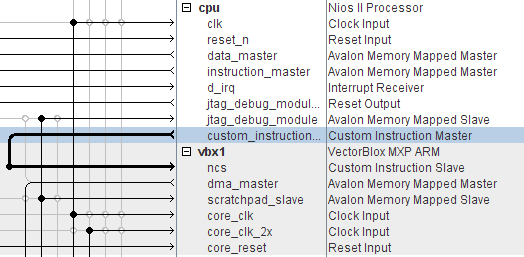 cpu Nios II Processor
clk Clock Input
reset_n Reset Input
data_master Avalon Memory Mapped Master
instruction_master Avalon Memory Mapped Master
d_irq Interrupt Receiver
jtag_debug_modul... Reset Output
jtag_debug_module Avalon Memory Mapped Slave
custom_instruction... Custom Instruction Master
vbx1 VectorBlox MXP ARM
ncs Custom Instruction Slave
dma_master Avalon Memory Mapped Master
scratchpad_slave Avalon Memory Mapped Slave
core_clk Clock Input
core_clk_2x Clock Input
core_reset Reset Input